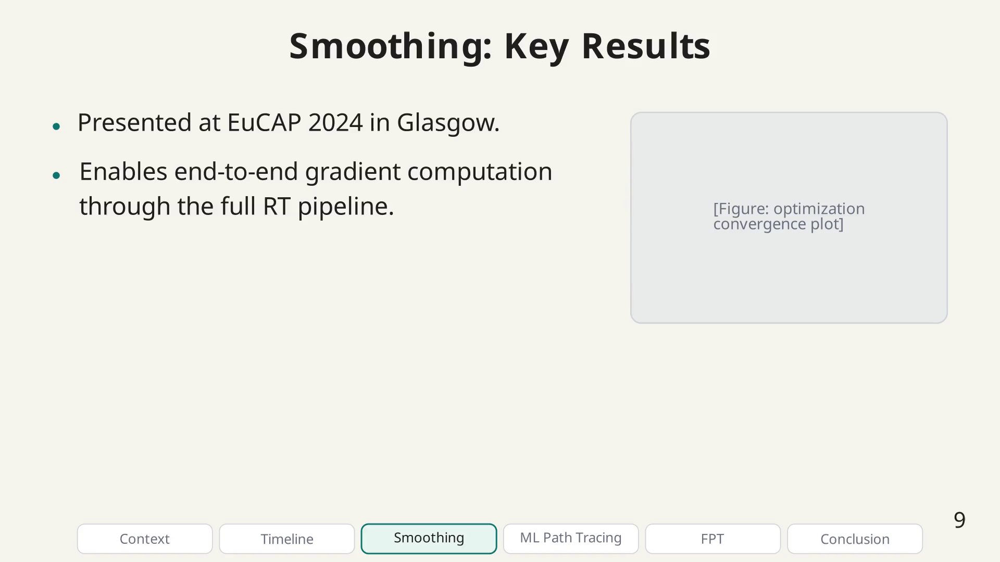 Smoothing: Key Results
• Presented at EuCAP 2024 in Glasgow.
• Enables end-to-end gradient computation
through the full RT pipeline.
[Figure: optimization
convergence plot]
9
Context
Timeline
Smoothing
ML Path Tracing
FPT
Conclusion